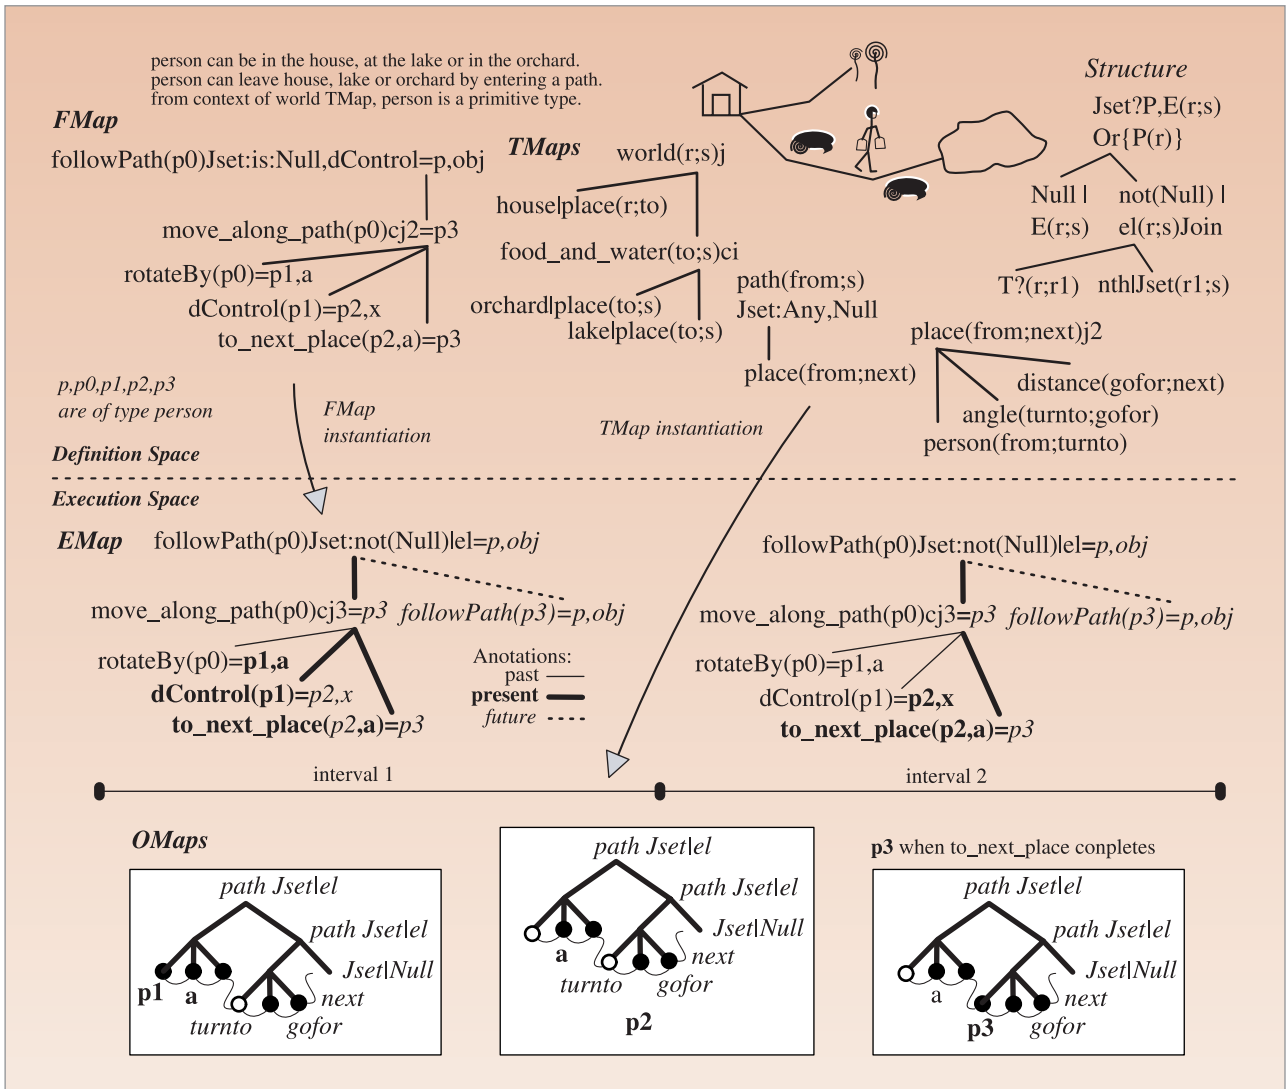 person can be in the house, at the lake or in the orchard.
person can leave house, lake or orchard by entering a path.
from context of world TMap, person is a primitive type.
FMap
followPath(p0)Jset:is:Null,dControl=p,obj
move_along_path(p0)cj2=p3
rotateBy(p0)=p1,a
dControl(p1)=p2,x
to_next_place(p2,a)=p3
TMaps
world(r;s)j
house|place(r;to)
food_and_water(to;s)ci
orchard|place(to;s)
lake|place(to;s)
path(from;s)
Jset:Any,Null
place(from;next)
Structure
Jset?P,E(r;s)
Or{P(r)}
Null | not(Null) |
E(r;s) el(r;s)Join
T?(r;r1) nth|Jset(r1;s)
place(from;next)j2
distance(gofor;next)
angle(turnto;gofor)
person(from;turnto)
p,p0,p1,p2,p3
are of type person
FMap
instantiation
TMap instantiation
Definition Space
Execution Space
EMap followPath(p0)Jset:not(Null)|el=p,obj
move_along_path(p0)cj3=p3 followPath(p3)=p,obj
rotateBy(p0)=p1,a
dControl(p1)=p2,x
to_next_place(p2,a)=p3
Anotations:
past
present
future
followPath(p0)Jset:not(Null)|el=p,obj
move_along_path(p0)cj3=p3 followPath(p3)=p,obj
rotateBy(p0)=p1,a
dControl(p1)=p2,x
to_next_place(p2,a)=p3
interval 1
interval 2
OMaps
path Jset|el
path Jset|el
Jset|Null
p1 a
next
turnto gofor
path Jset|el
path Jset|el
Jset|Null
a
next
turnto gofor
p2
p3 when to_next_place conpletes
path Jset|el
path Jset|el
Jset|Null
a
next
p3 gofor